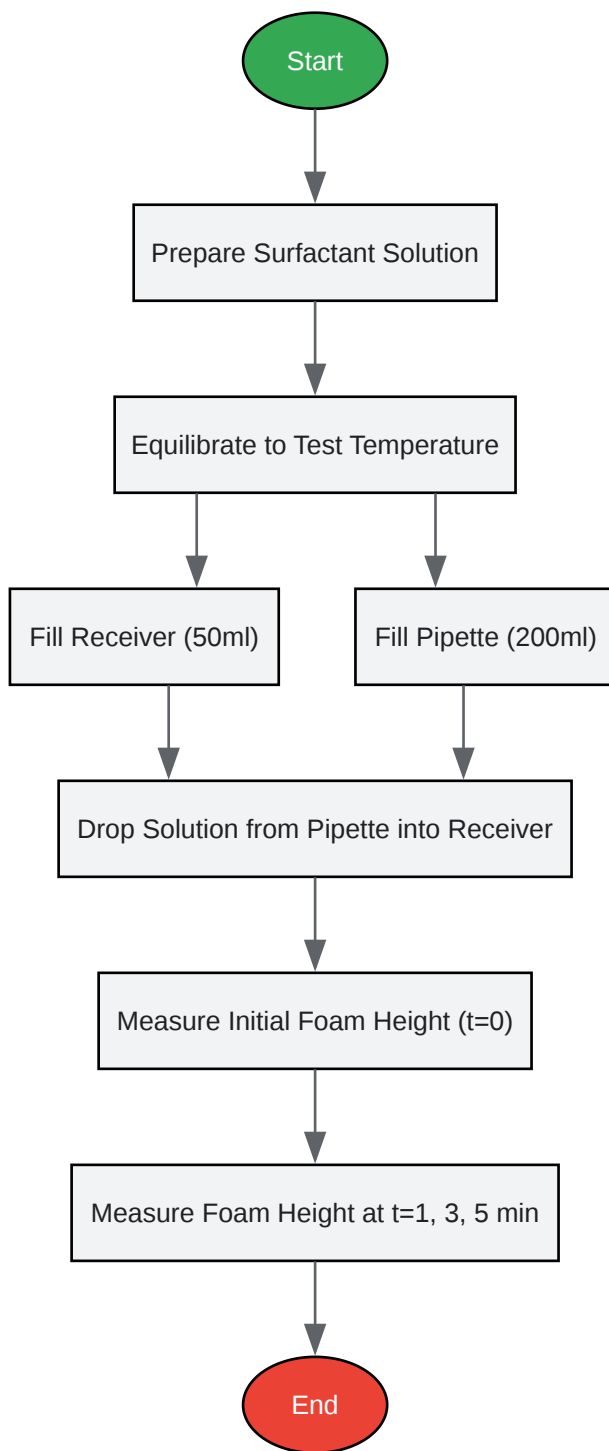 Start
Prepare Surfactant Solution
Equilibrate to Test Temperature
Fill Receiver (50ml)
Fill Pipette (200ml)
Drop Solution from Pipette into Receiver
Measure Initial Foam Height (t=0)
Measure Foam Height at t=1, 3, 5 min
End